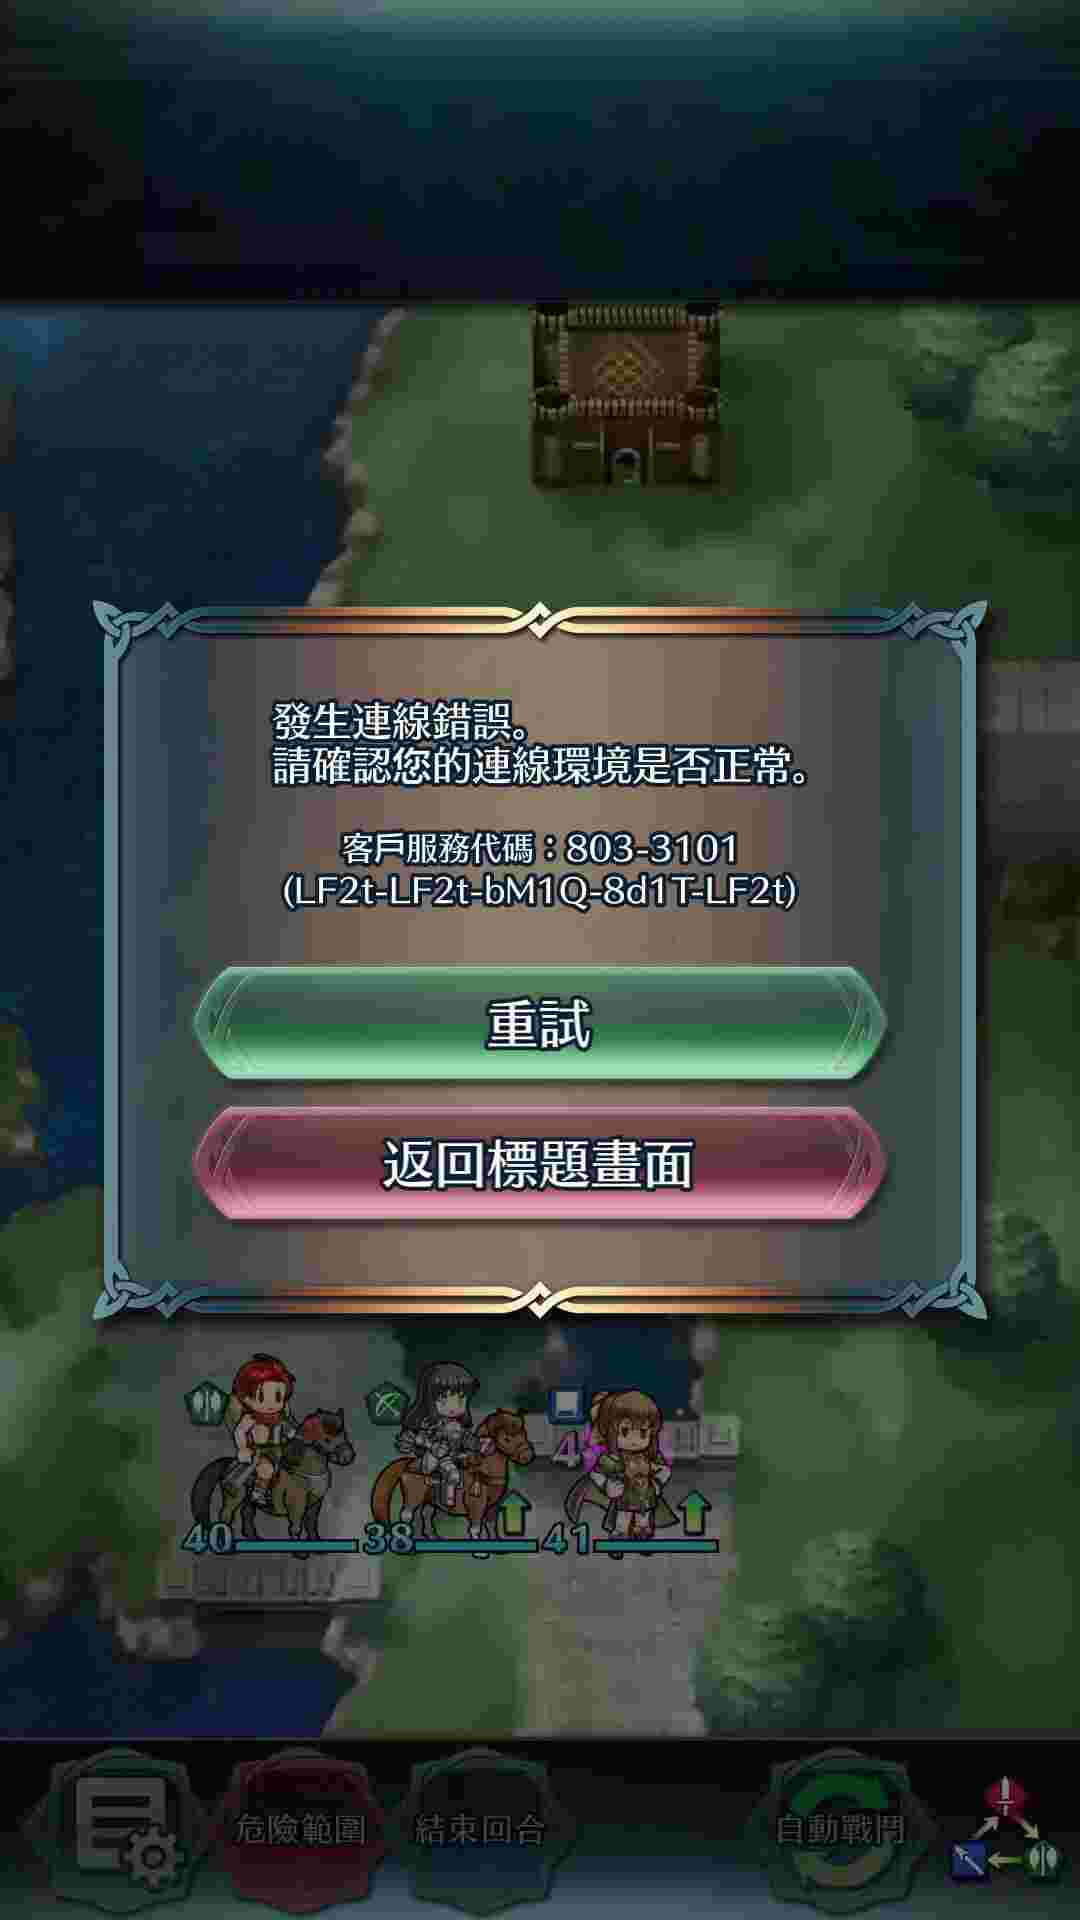 發生連線錯誤。
請確認您的連線環境是否正常。
客戶服務代碼：803-3101
(LF2t-LF2t-bM1Q-8d1T-LF2t)
重試
返回標題畫面
40
38
41
危險範圍
結束回合
自動戰鬥